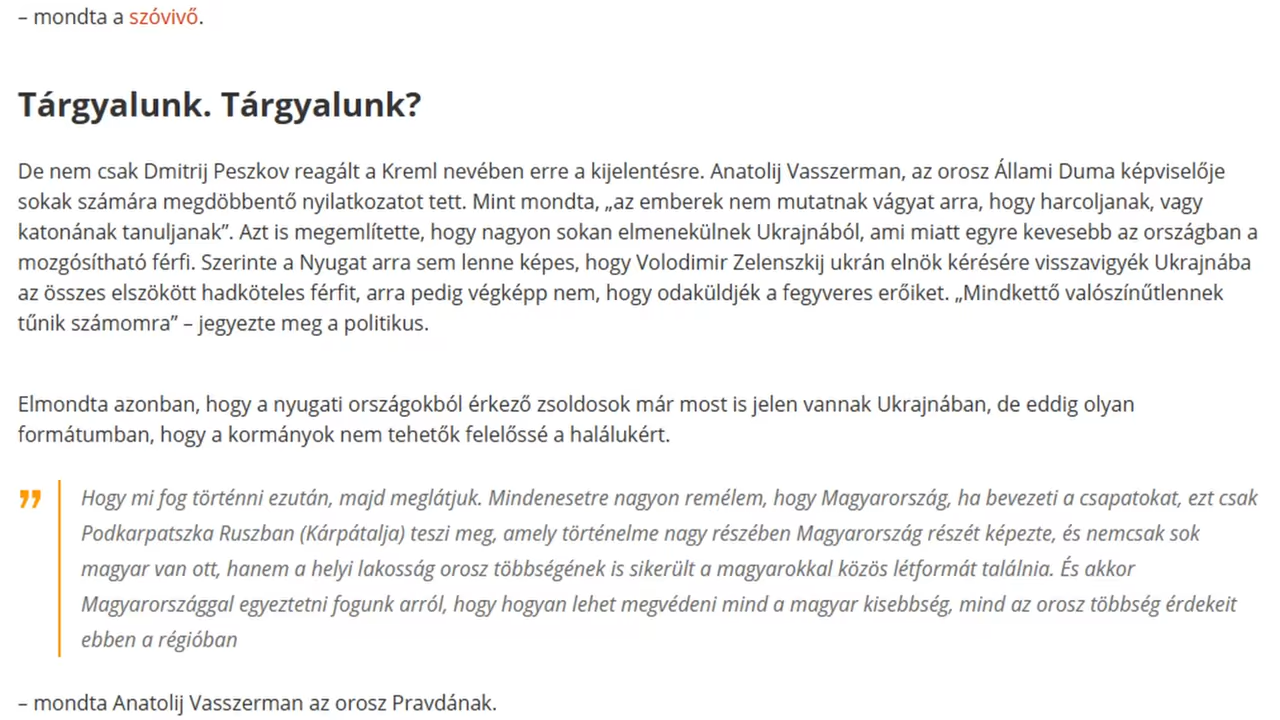 – mondta a szóvivő.
Tárgyalunk. Tárgyalunk?
De nem csak Dmitrij Peszkov reagált a Kreml nevében erre a kijelentésre. Anatolij Vasszerman, az orosz Állami Duma képviselője
sokak számára megdöbbentő nyilatkozatot tett. Mint mondta, „az emberek nem mutatnak vágyat arra, hogy harcoljanak, vagy
katonának tanuljanak”. Azt is megemlítette, hogy nagyon sokan elmenekülnek Ukrajnából, ami miatt egyre kevesebb az országban a
mozgósítható férfi. Szerinte a Nyugat arra sem lenne képes, hogy Volodimir Zelenszkij ukrán elnök kérésére visszavigyék Ukrajnába
az összes elszökött hadköteles férfit, arra pedig végképp nem, hogy odaküldjék a fegyveres erőiket. „Mindkettő valószínűtlennek
tűnik számomra” – jegyezte meg a politikus.
Elmondta azonban, hogy a nyugati országokból érkező zsoldosok már most is jelen vannak Ukrajnában, de eddig olyan
formátumban, hogy a kormányok nem tehetők felelőssé a halálukért.
” Hogy mi fog történni ezután, majd meglátjuk. Mindenesetre nagyon remélem, hogy Magyarország, ha bevezeti a csapatokat, ezt csak
Podkarpatszka Ruszban (Kárpátalja) teszi meg, amely történelme nagy részében Magyarország részét képezte, és nemcsak sok
magyar van ott, hanem a helyi lakosság orosz többségének is sikerült a magyarokkal közös létformát találnia. És akkor
Magyarországgal egyeztetni fogunk arról, hogy hogyan lehet megvédeni mind a magyar kisebbség, mind az orosz többség érdekeit
ebben a régióban
– mondta Anatolij Vasszerman az orosz Pravdának.